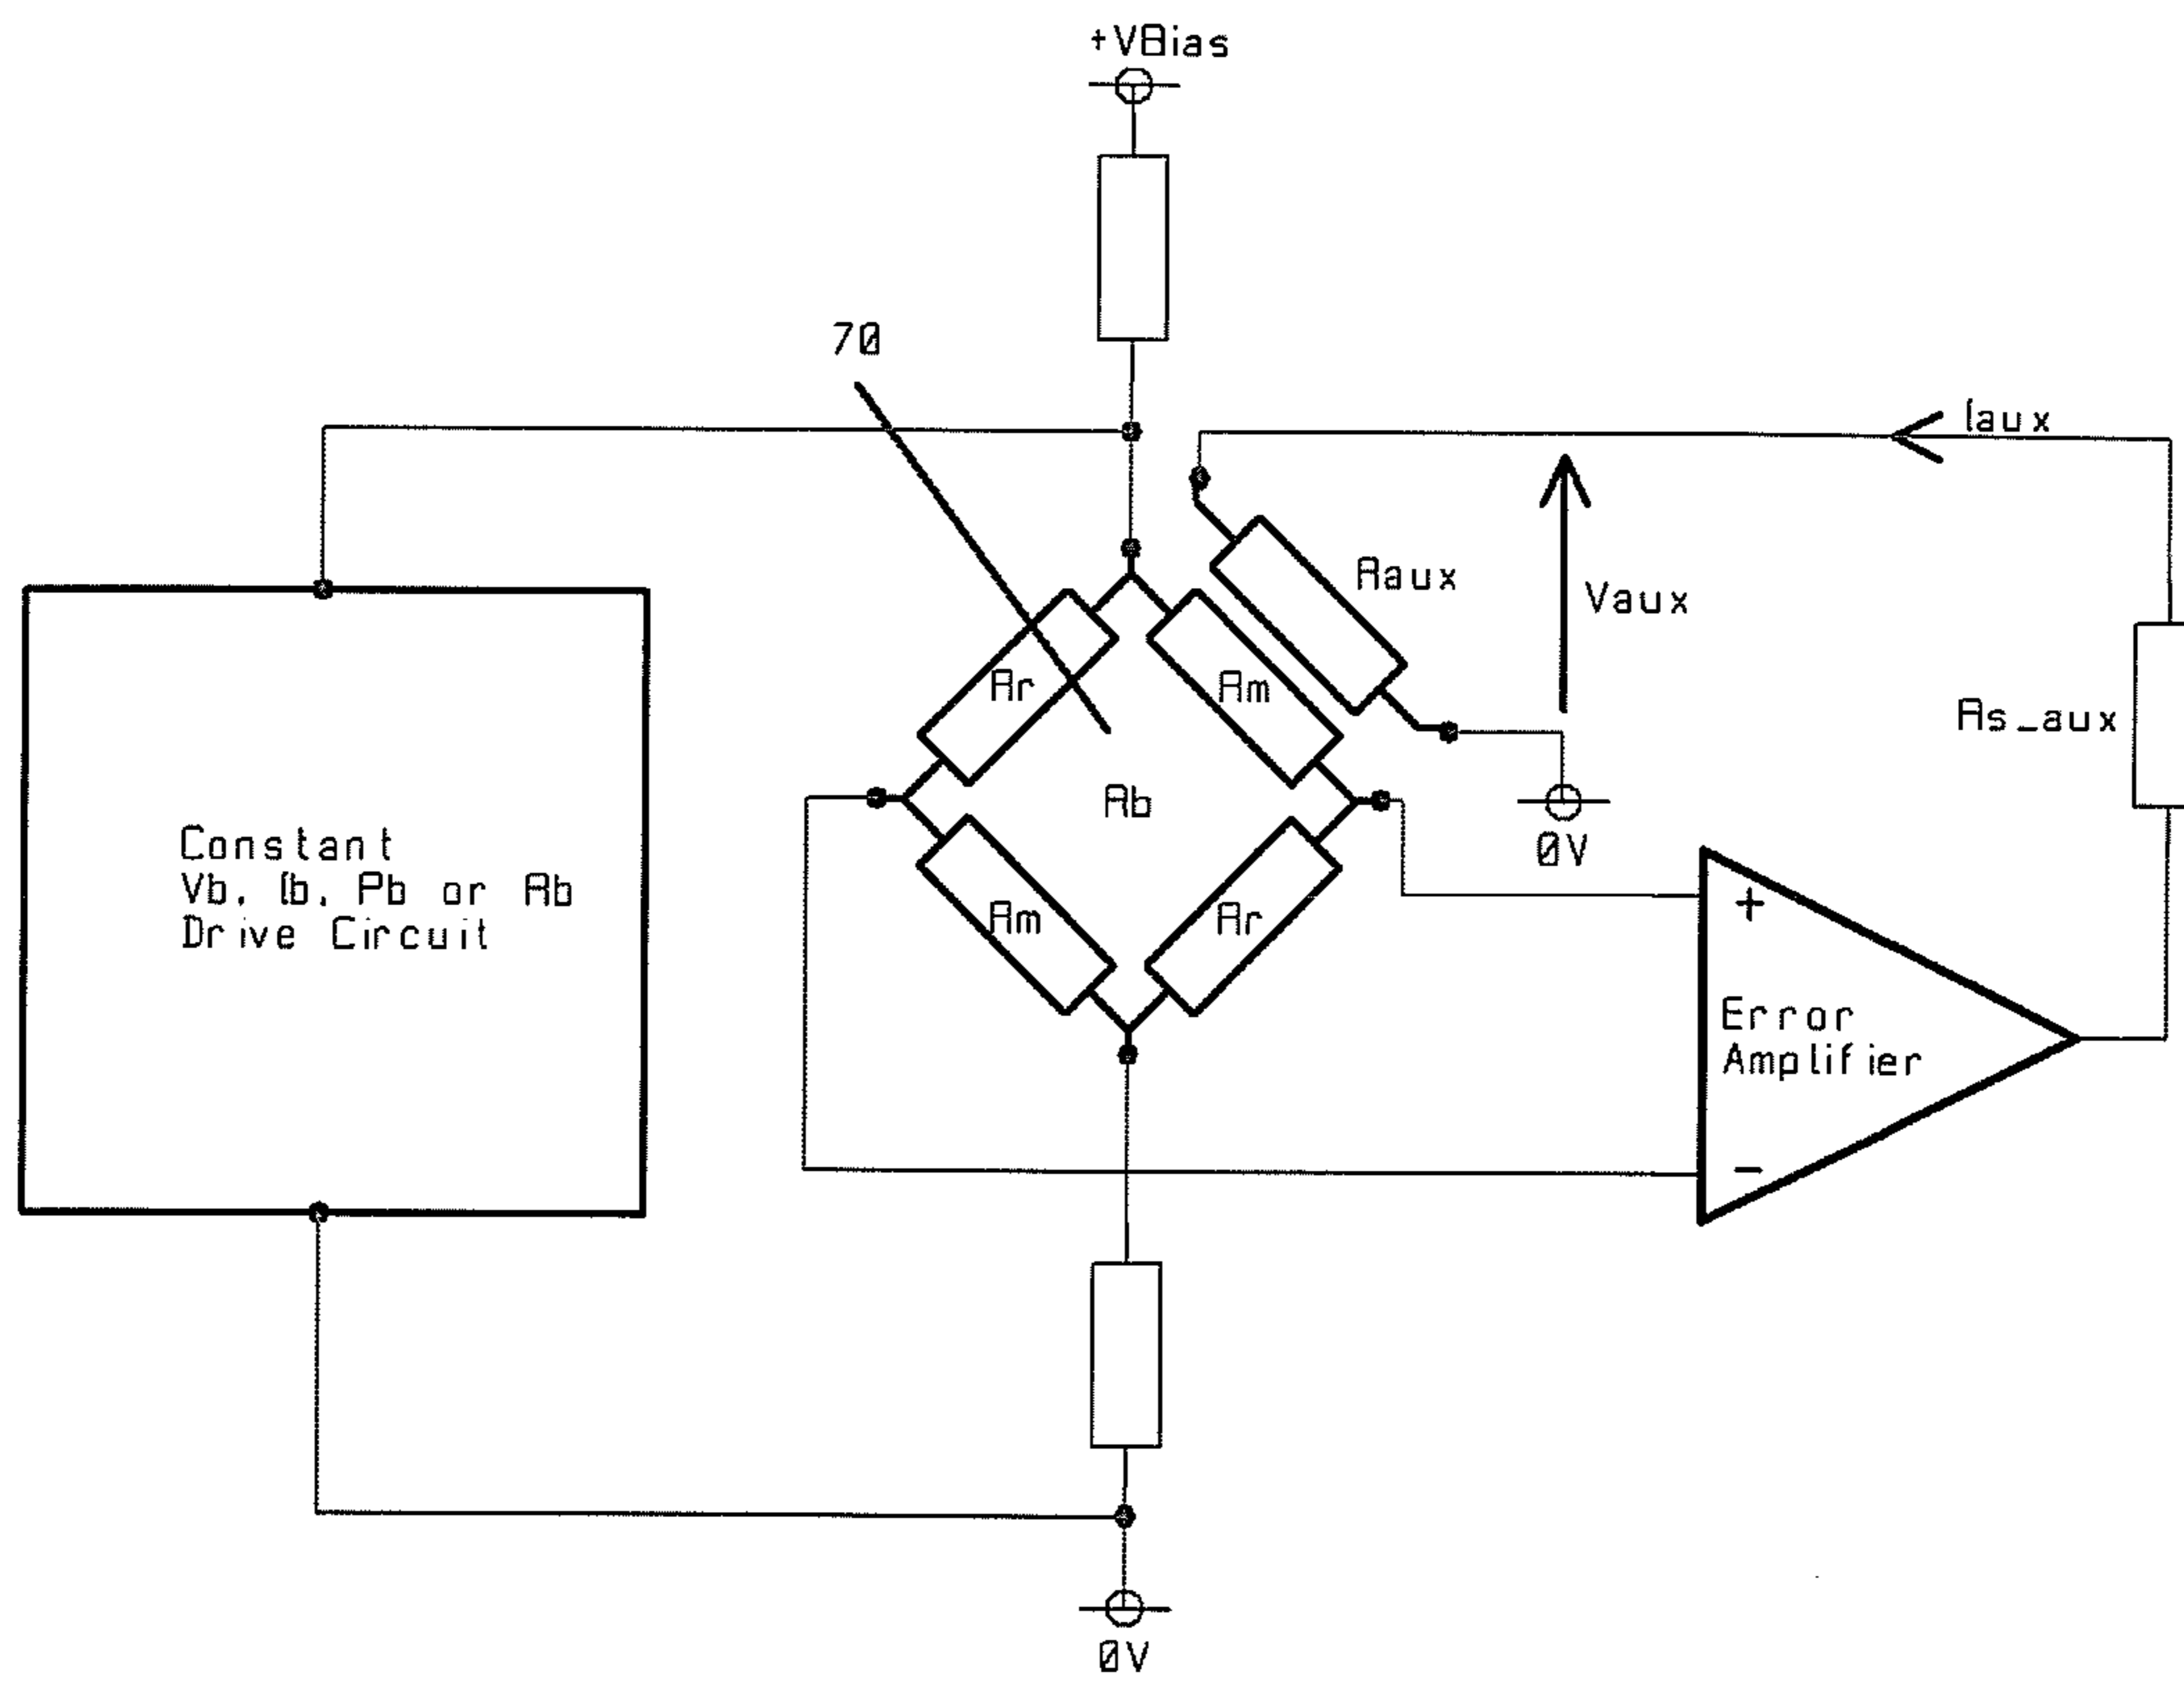 +VBias
70
Iaux
Raux
Vaux
Rr
Rm
Rs_aux
Rb
0V
Constant
Vb, Ib, Pb or Rb
Drive Circuit
+
Rm
Rr
Error
Amplifier
-
0V